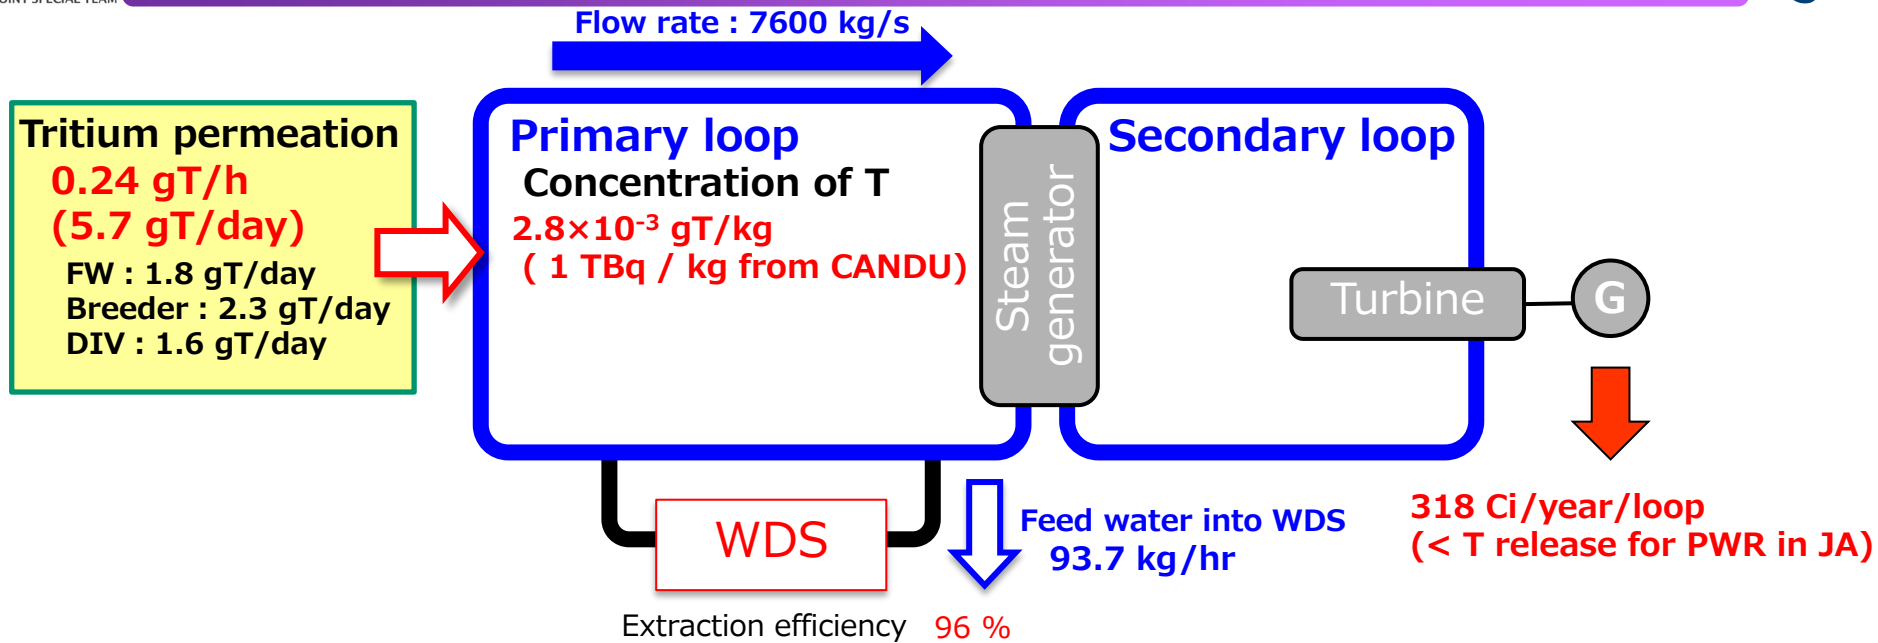 JOINT SPECIAL TEAM
Flow rate : 7600 kg/s
Tritium permeation
0.24 gT/h
(5.7 gT/day)
FW : 1.8 gT/day
Breeder : 2.3 gT/day
DIV : 1.6 gT/day
Primary loop
Concentration of T
2.8×10⁻³ gT/kg
( 1 TBq / kg from CANDU)
Steam
generator
Secondary loop
Turbine
G
WDS
Feed water into WDS
93.7 kg/hr
Extraction efficiency 96 %
318 Ci/year/loop
(< T release for PWR in JA)